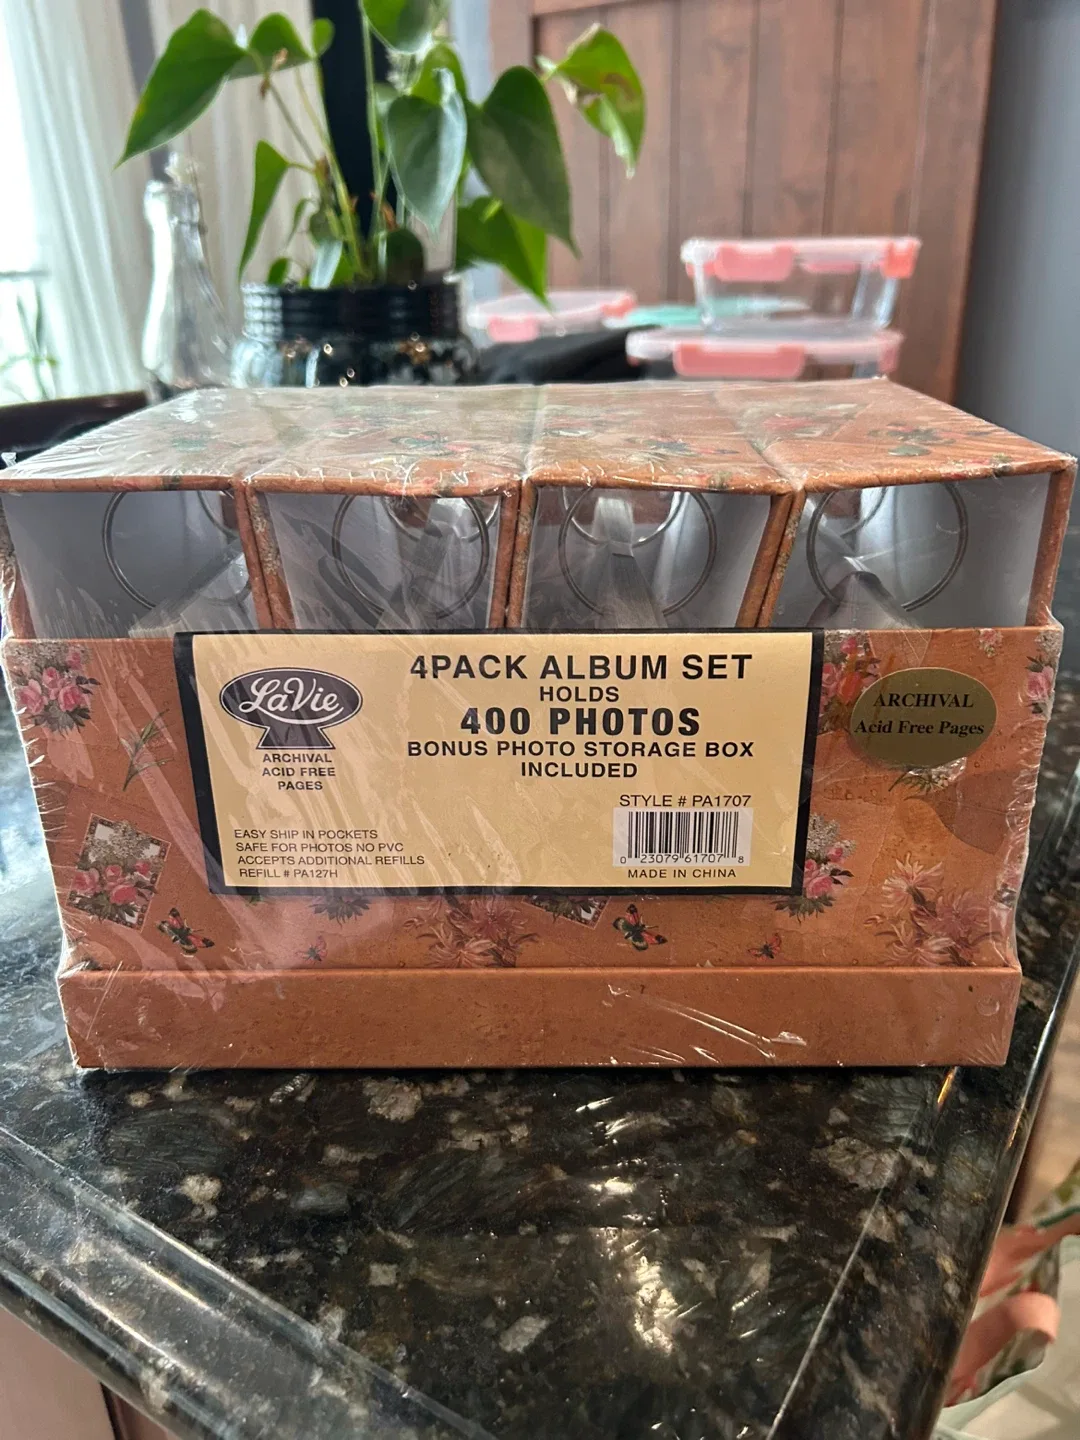 LaVie
ARCHIVAL
ACID FREE
PAGES
4PACK ALBUM SET
HOLDS
400 PHOTOS
BONUS PHOTO STORAGE BOX
INCLUDED
STYLE # PA1707
0 23079 61707 8
MADE IN CHINA
EASY SHIP IN POCKETS
SAFE FOR PHOTOS NO PVC
ACCEPTS ADDITIONAL REFILLS
REFILL # PA127H
ARCHIVAL
Acid Free Pages